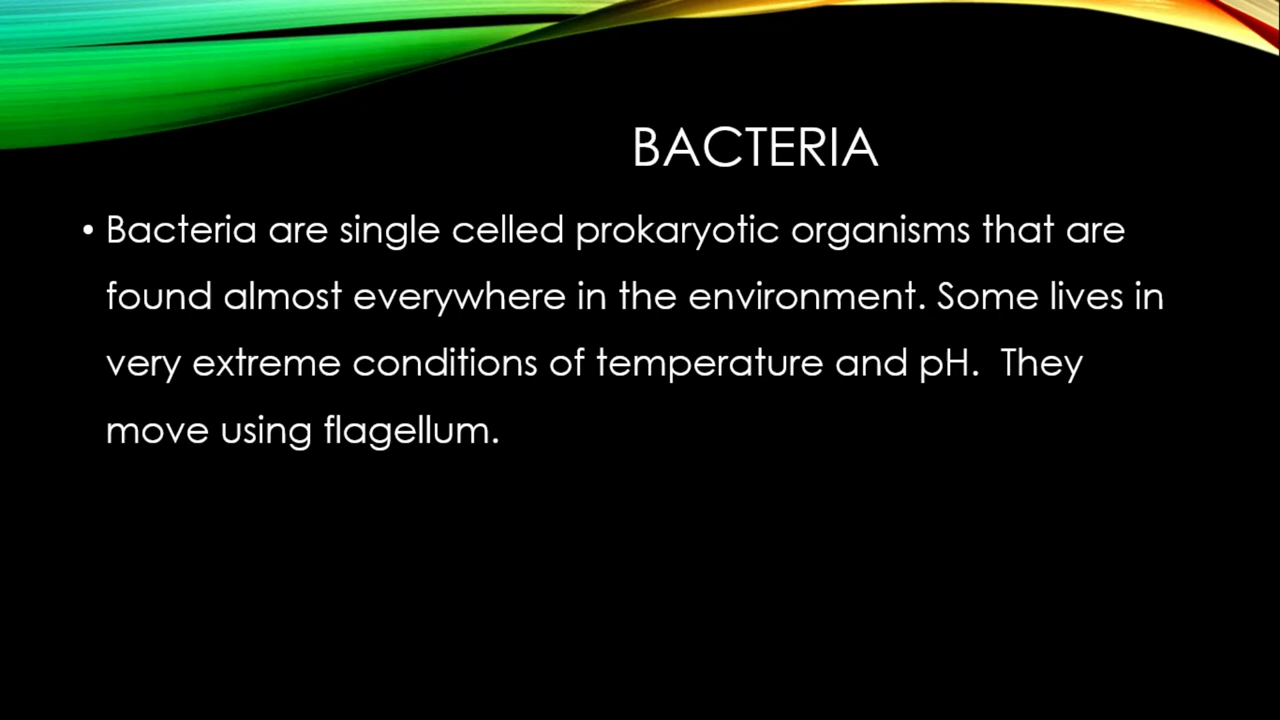 BACTERIA
• Bacteria are single celled prokaryotic organisms that are
found almost everywhere in the environment. Some lives in
very extreme conditions of temperature and pH.  They
move using flagellum.